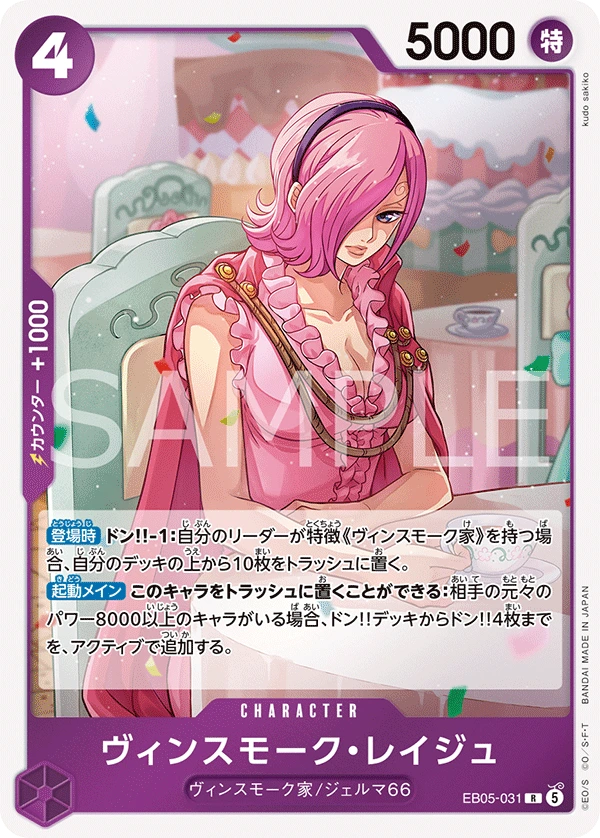 4
5000
特
kudo sakiko
カウンター +1000
SAMPLE
登場時 ドン!!-1:自分のリーダーが特徴《ヴィンスモーク家》を持つ場
合、自分のデッキの上から10枚をトラッシュに置く。
起動メイン このキャラをトラッシュに置くことができる:相手の元々の
パワー8000以上のキャラがいる場合、ドン!!デッキからドン!!4枚まで
を、アクティブで追加する。
CHARACTER
ヴィンスモーク・レイジュ
ヴィンスモーク家/ジェルマ66
EB05-031 R 5
©E/S ©O/S・F・T BANDAI MADE IN JAPAN